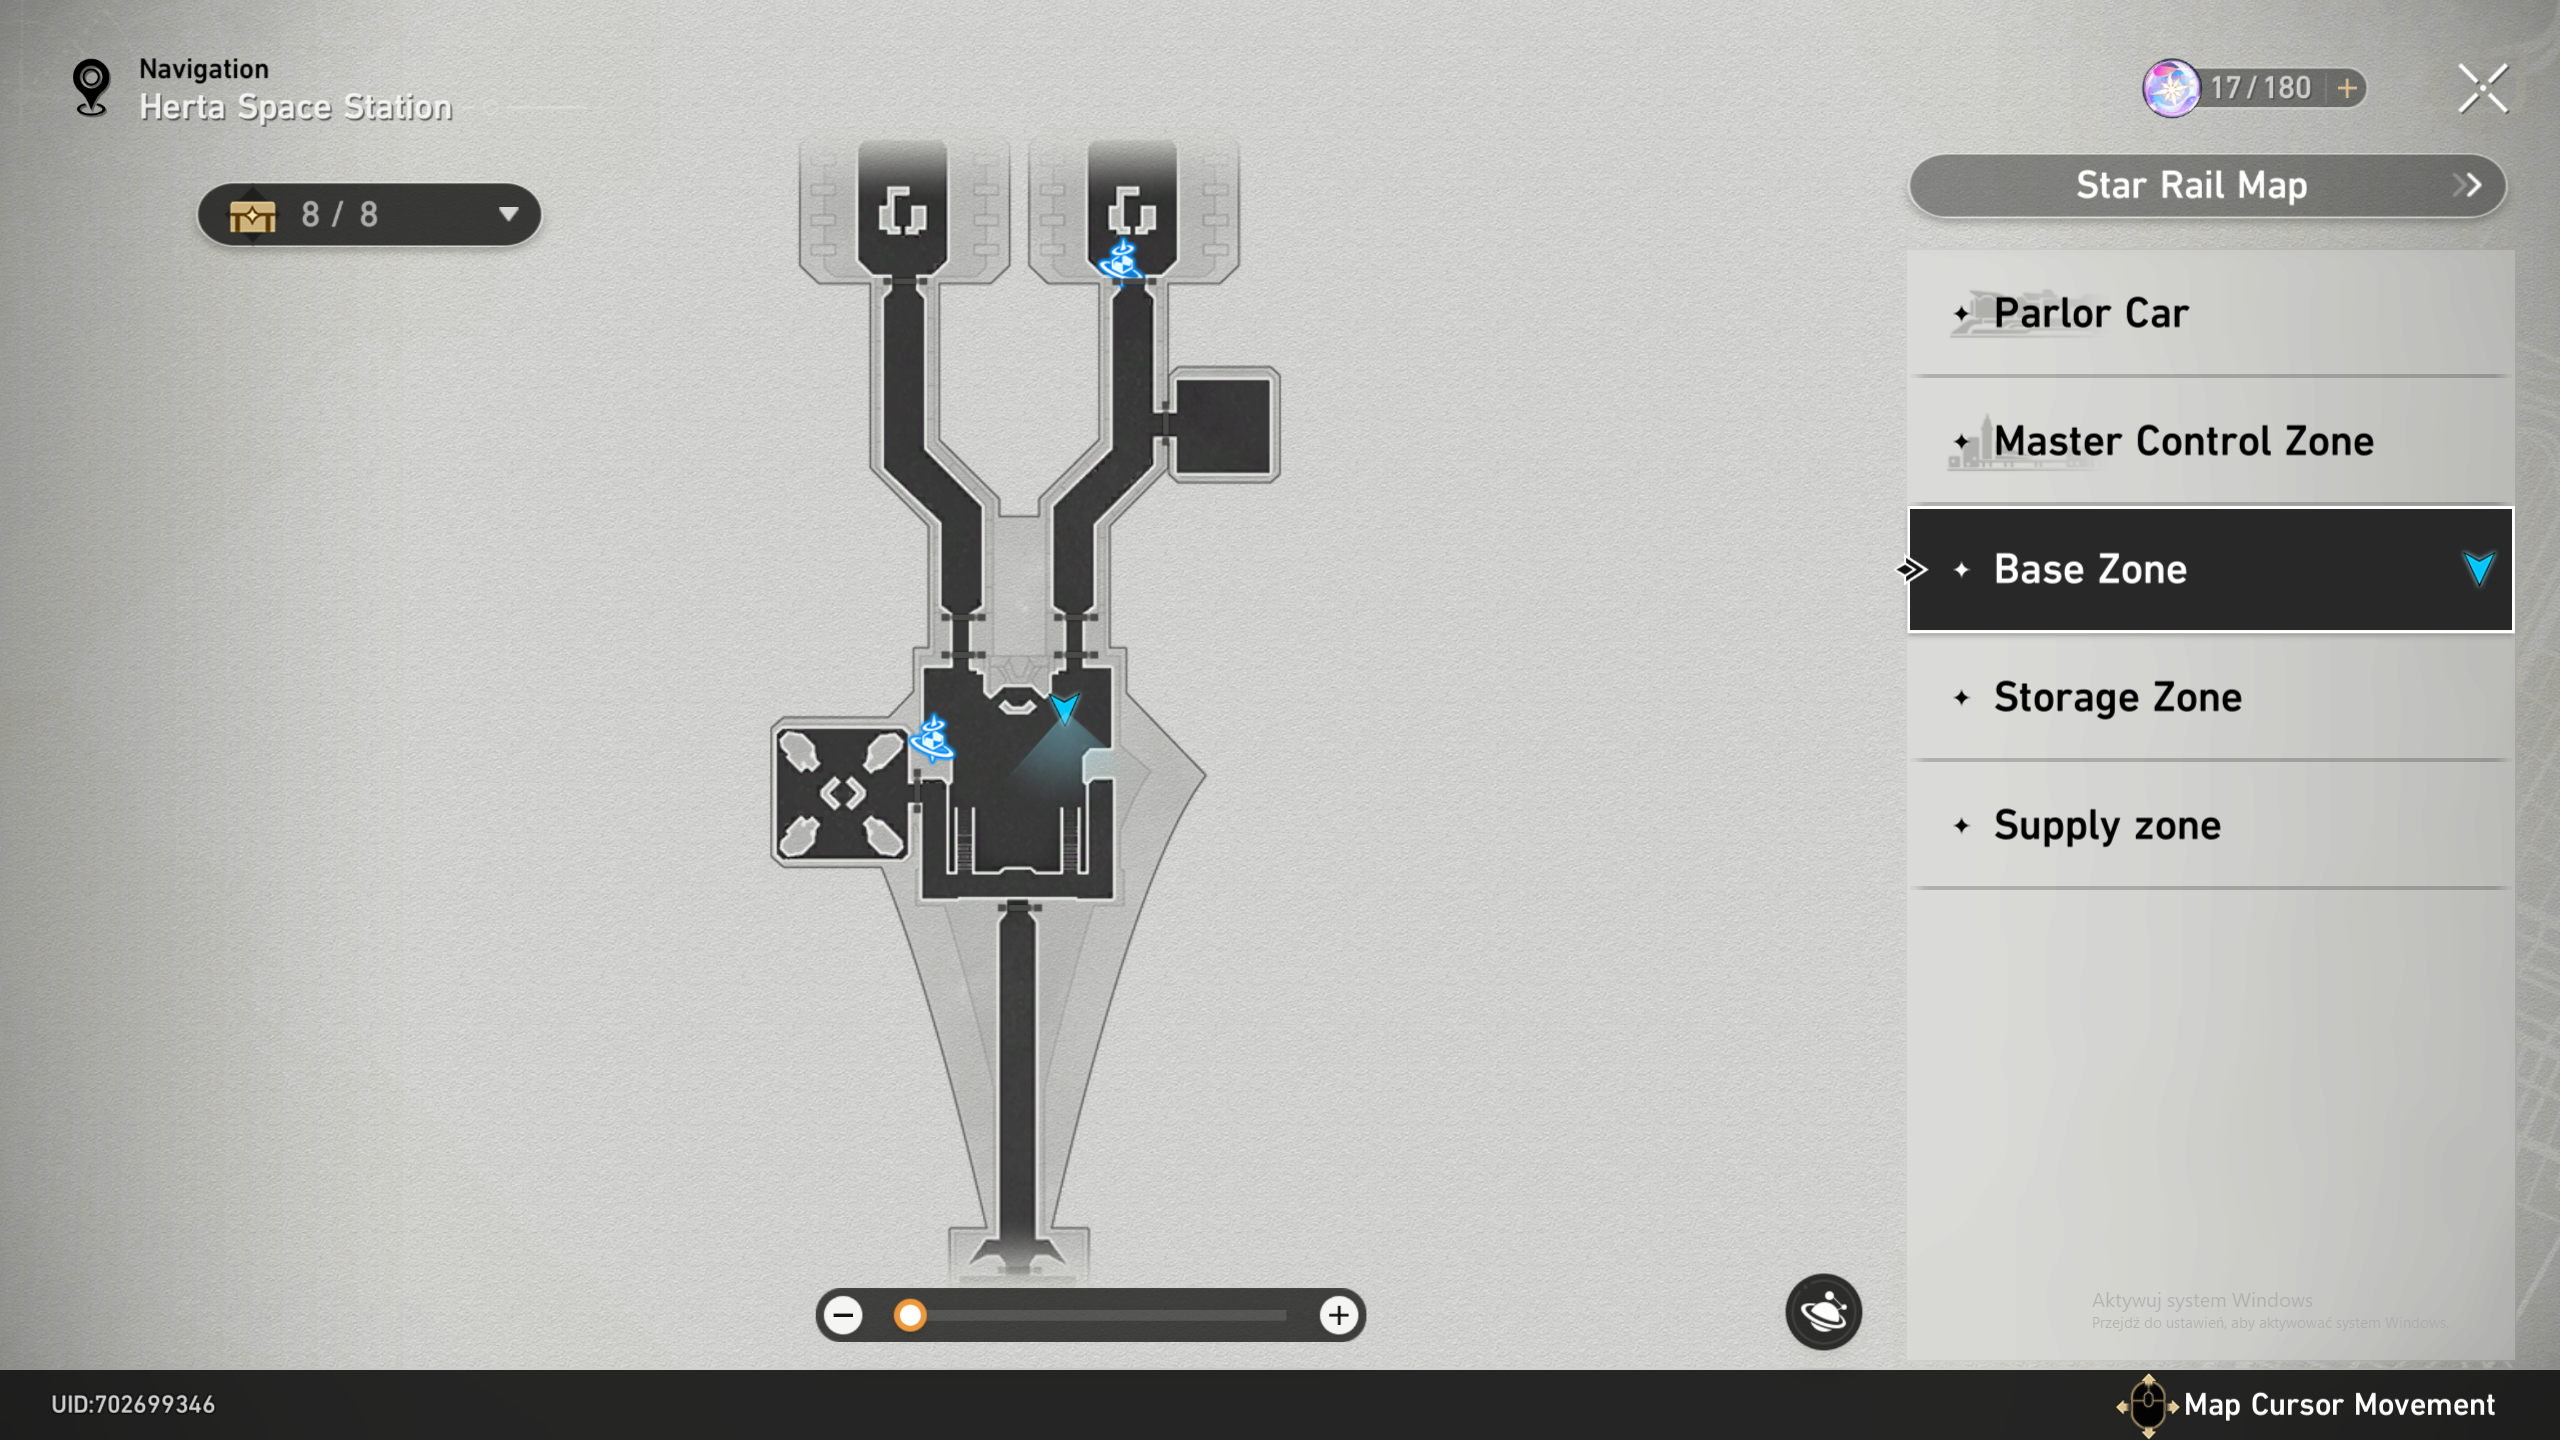 Navigation
Herta Space Station
17/180
8 / 8
Star Rail Map
Parlor Car
Master Control Zone
Base Zone
Storage Zone
Supply zone
Aktywuj system Windows
Przejdź do ustawień, aby aktywować system Windows.
UID:702699346
Map Cursor Movement